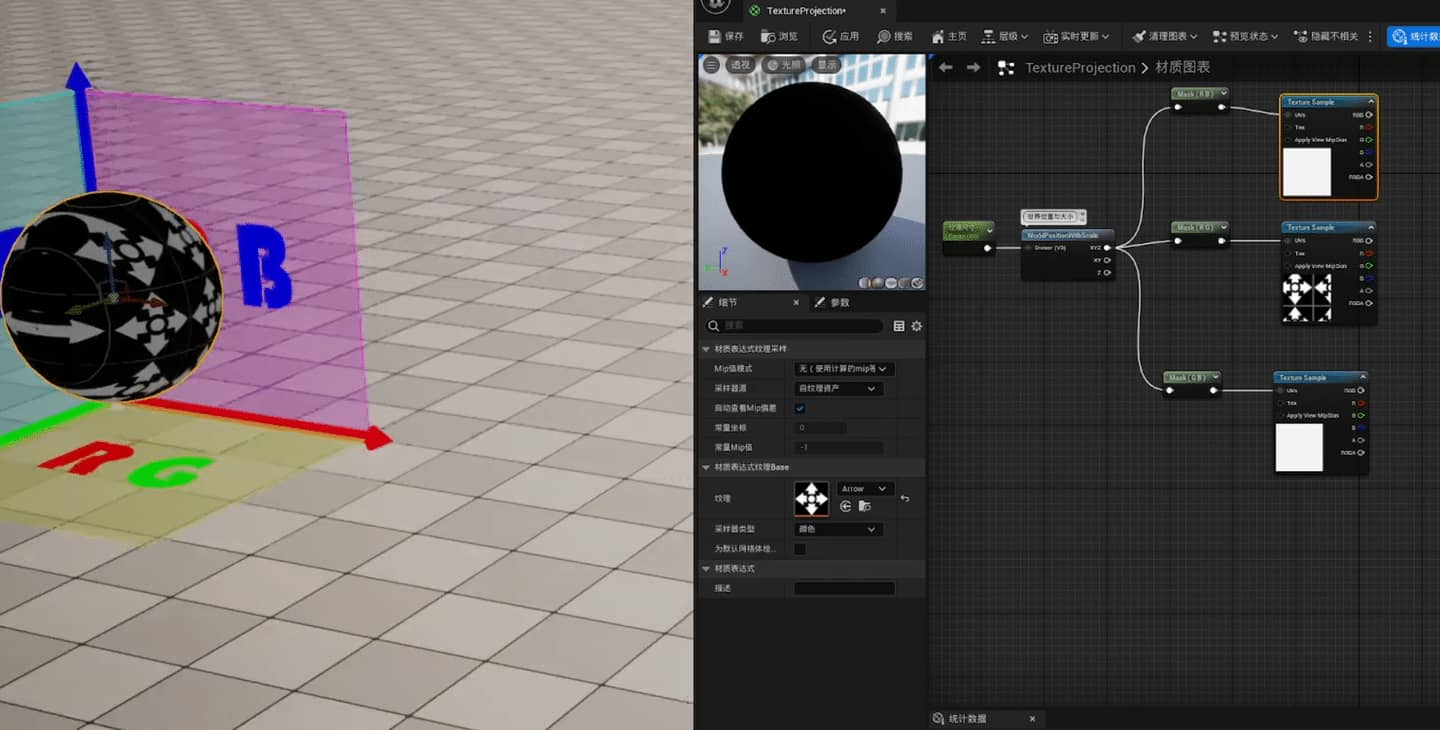 B
R G
TextureProjection*
保存 浏览 应用 搜索 主页 层级 实时更新 清理图表 预览状态 隐藏不相关 统计数
透视 光照 显示
TextureProjection > 材质图表
Z
X
细节 参数
搜索
材质表达式纹理采样
Mip值模式 无（使用计算的mip等
采样器源 自纹理资产
自动查看Mip偏差
常量坐标 0
常量Mip值 -1
材质表达式纹理Base
纹理 Arrow
采样器类型 颜色
为默认网格体绘...
材质表达式
描述
Mask ( R B )
Texture Sample
UVs RGB
Tex R
Apply View MipBias G
B
A
RGBA
世界位置与大小
WorldPositionWithScale
Divisor (V3) XYZ
XY
Z
Mask ( R G )
Texture Sample
UVs RGB
Tex R
Apply View MipBias G
B
A
RGBA
Mask ( G B )
Texture Sample
UVs RGB
Tex R
Apply View MipBias G
B
A
RGBA
统计数据